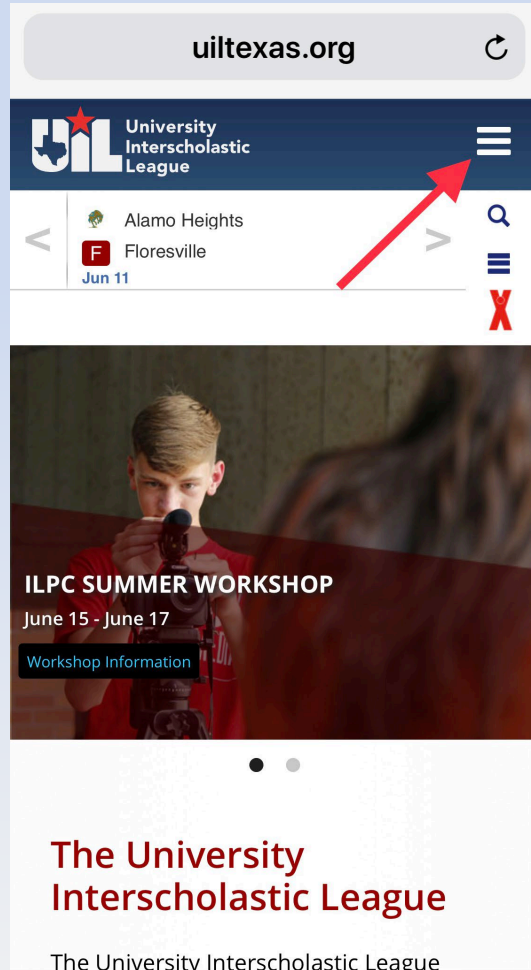 uiltexas.org
UIL
University
Interscholastic
League
<
Alamo Heights
F
Floresville
Jun 11
>
ILPC SUMMER WORKSHOP
June 15 - June 17
Workshop Information
The University
Interscholastic League
The University Interscholastic League